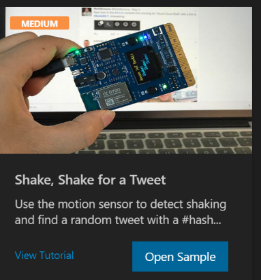 MEDIUM
Shake, Shake for a Tweet
Use the motion sensor to detect shaking
and find a random tweet with a #hash...
View Tutorial
Open Sample